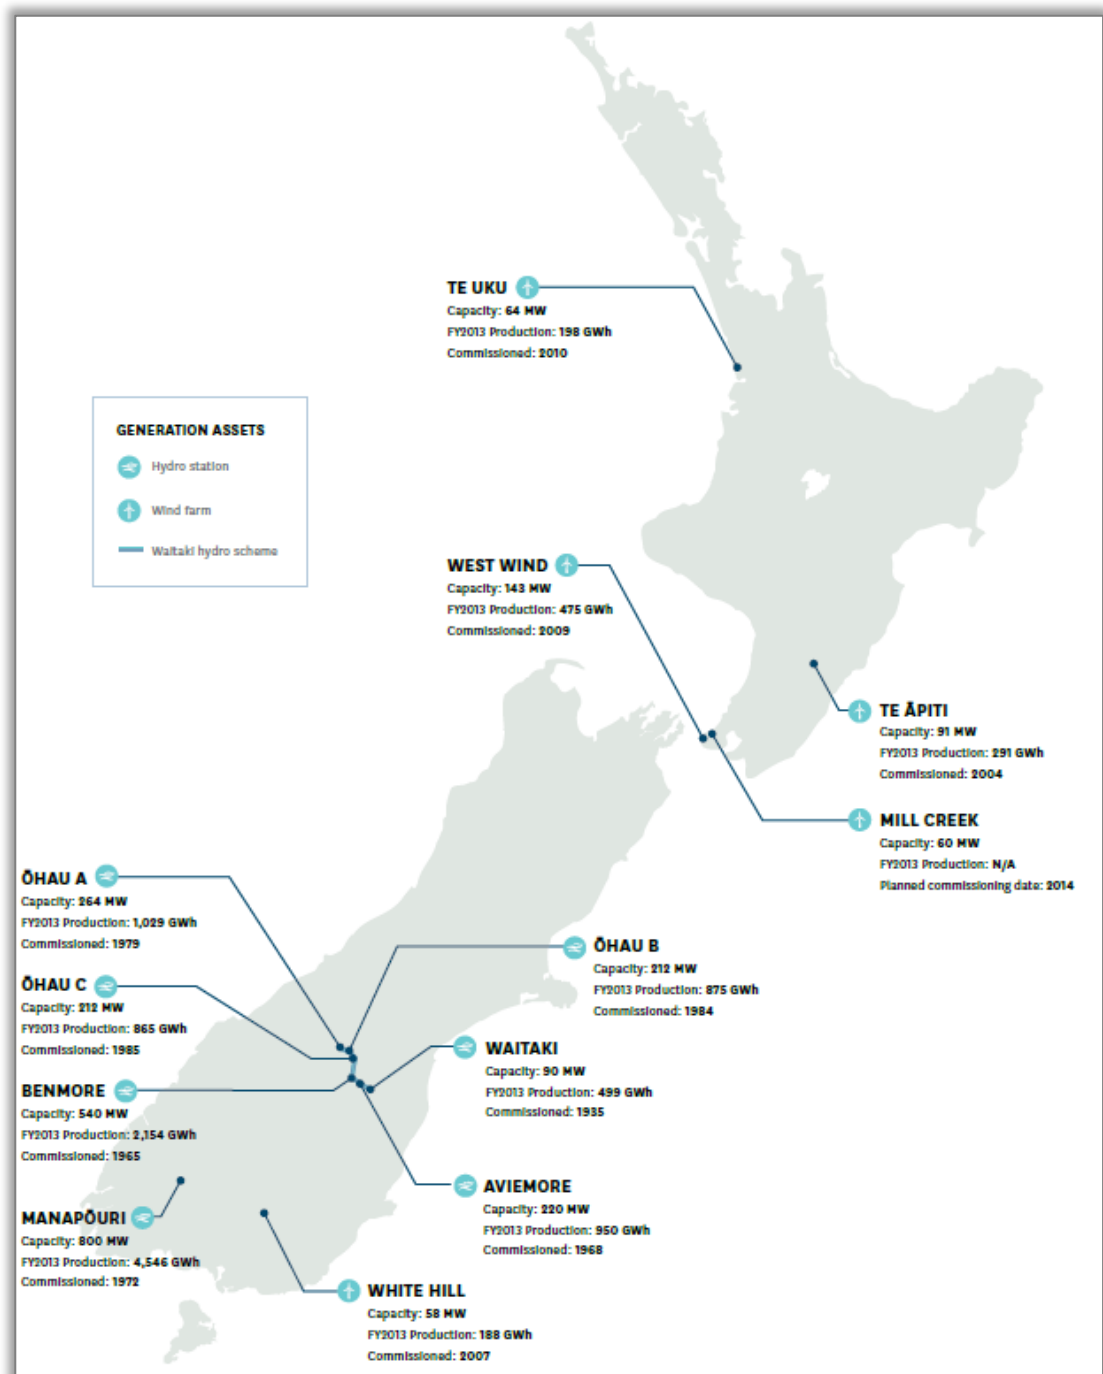 TE UKU
Capacity: 64 MW
FY2013 Production: 198 GWh
Commissioned: 2010
GENERATION ASSETS
Hydro station
Wind farm
Waitaki hydro scheme
WEST WIND
Capacity: 143 MW
FY2013 Production: 475 GWh
Commissioned: 2009
TE ĀPITI
Capacity: 91 MW
FY2013 Production: 291 GWh
Commissioned: 2004
MILL CREEK
Capacity: 60 MW
FY2013 Production: N/A
Planned commissioning date: 2014
ŌHAU A
Capacity: 264 MW
FY2013 Production: 1,029 GWh
Commissioned: 1979
ŌHAU B
Capacity: 212 MW
FY2013 Production: 875 GWh
Commissioned: 1984
ŌHAU C
Capacity: 212 MW
FY2013 Production: 865 GWh
Commissioned: 1985
WAITAKI
Capacity: 90 MW
FY2013 Production: 499 GWh
Commissioned: 1935
BENMORE
Capacity: 540 MW
FY2013 Production: 2,154 GWh
Commissioned: 1965
AVIEMORE
Capacity: 220 MW
FY2013 Production: 950 GWh
Commissioned: 1968
MANAPŌURI
Capacity: 800 MW
FY2013 Production: 4,546 GWh
Commissioned: 1972
WHITE HILL
Capacity: 58 MW
FY2013 Production: 188 GWh
Commissioned: 2007